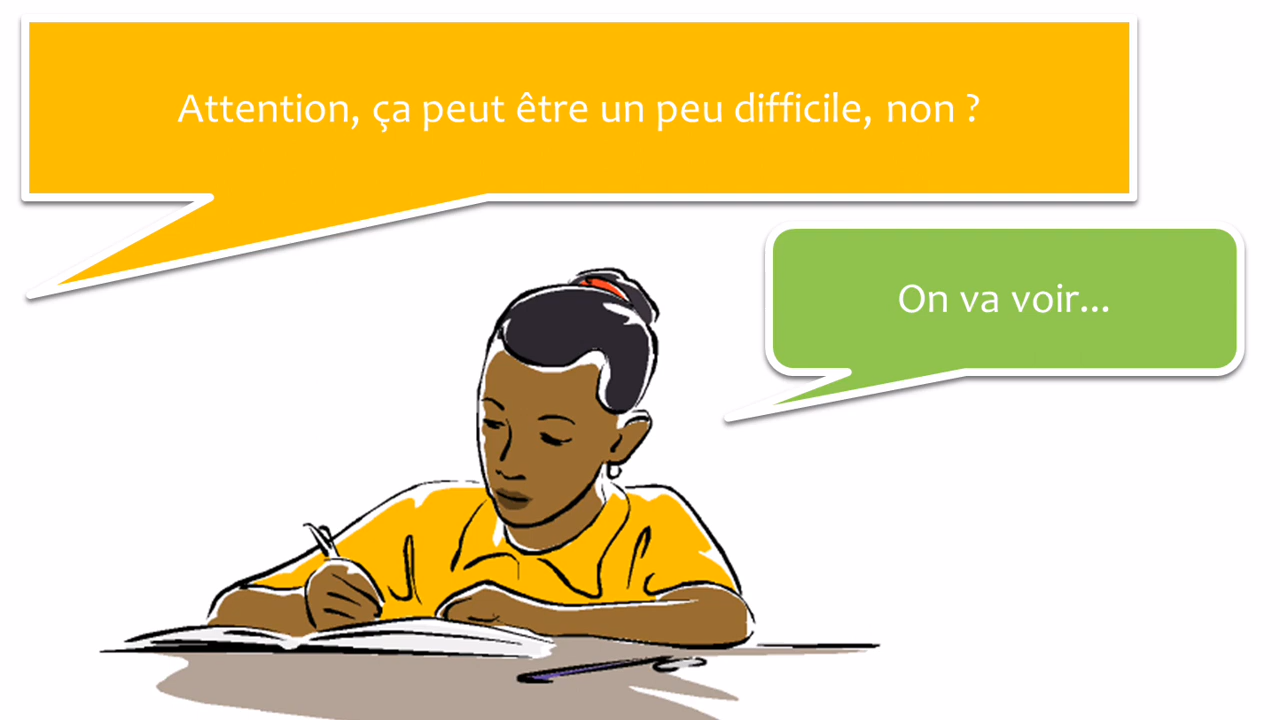 Attention, ça peut être un peu difficile, non ?
On va voir...